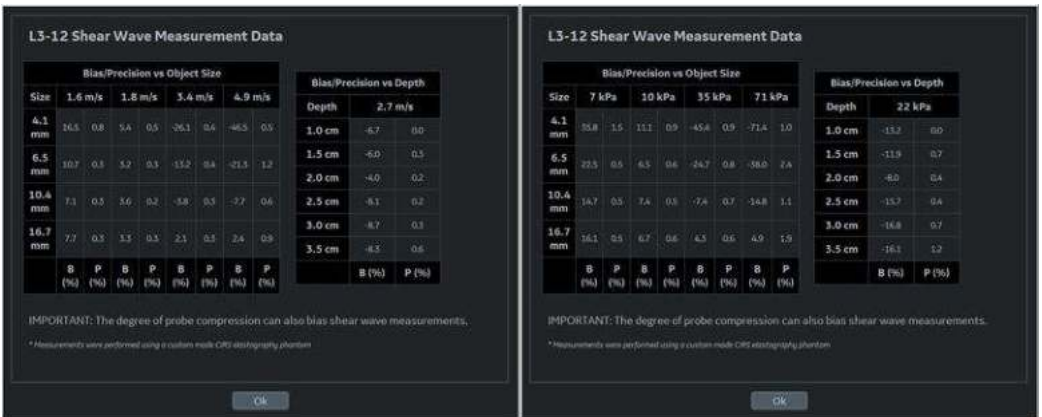 L3-12 Shear Wave Measurement Data
Bias/Precision vs Object Size
Size 1.6 m/s 1.8 m/s 3.4 m/s 4.9 m/s
4.1 mm 16.5 0.8 5.4 0.5 -26.1 0.4 -46.5 0.5
6.5 mm 10.7 0.3 3.2 0.3 -13.2 0.4 -21.3 1.2
10.4 mm 7.1 0.3 3.6 0.2 -3.8 0.3 -7.7 0.6
16.7 mm 7.7 0.3 3.3 0.3 2.1 0.3 2.4 0.9
B (%) P (%) B (%) P (%) B (%) P (%) B (%) P (%)
Bias/Precision vs Depth
Depth 2.7 m/s
1.0 cm -6.7 0.0
1.5 cm -6.0 0.3
2.0 cm -4.0 0.2
2.5 cm -8.1 0.2
3.0 cm -8.7 0.3
3.5 cm -8.3 0.6
B (%) P (%)
IMPORTANT: The degree of probe compression can also bias shear wave measurements.
* Measurements were performed using a custom made CIRS elastography phantom
Ok
L3-12 Shear Wave Measurement Data
Bias/Precision vs Object Size
Size 7 kPa 10 kPa 35 kPa 71 kPa
4.1 mm 35.8 1.5 11.1 0.9 -45.4 0.9 -71.4 1.0
6.5 mm 22.5 0.5 6.5 0.6 -24.7 0.8 -38.0 2.4
10.4 mm 14.7 0.5 7.4 0.5 -7.4 0.7 -14.8 1.1
16.7 mm 16.1 0.5 6.7 0.6 4.3 0.6 4.9 1.9
B (%) P (%) B (%) P (%) B (%) P (%) B (%) P (%)
Bias/Precision vs Depth
Depth 22 kPa
1.0 cm -13.2 0.0
1.5 cm -11.9 0.7
2.0 cm -8.0 0.4
2.5 cm -15.7 0.4
3.0 cm -16.8 0.7
3.5 cm -16.1 1.2
B (%) P (%)
IMPORTANT: The degree of probe compression can also bias shear wave measurements.
* Measurements were performed using a custom made CIRS elastography phantom
Ok